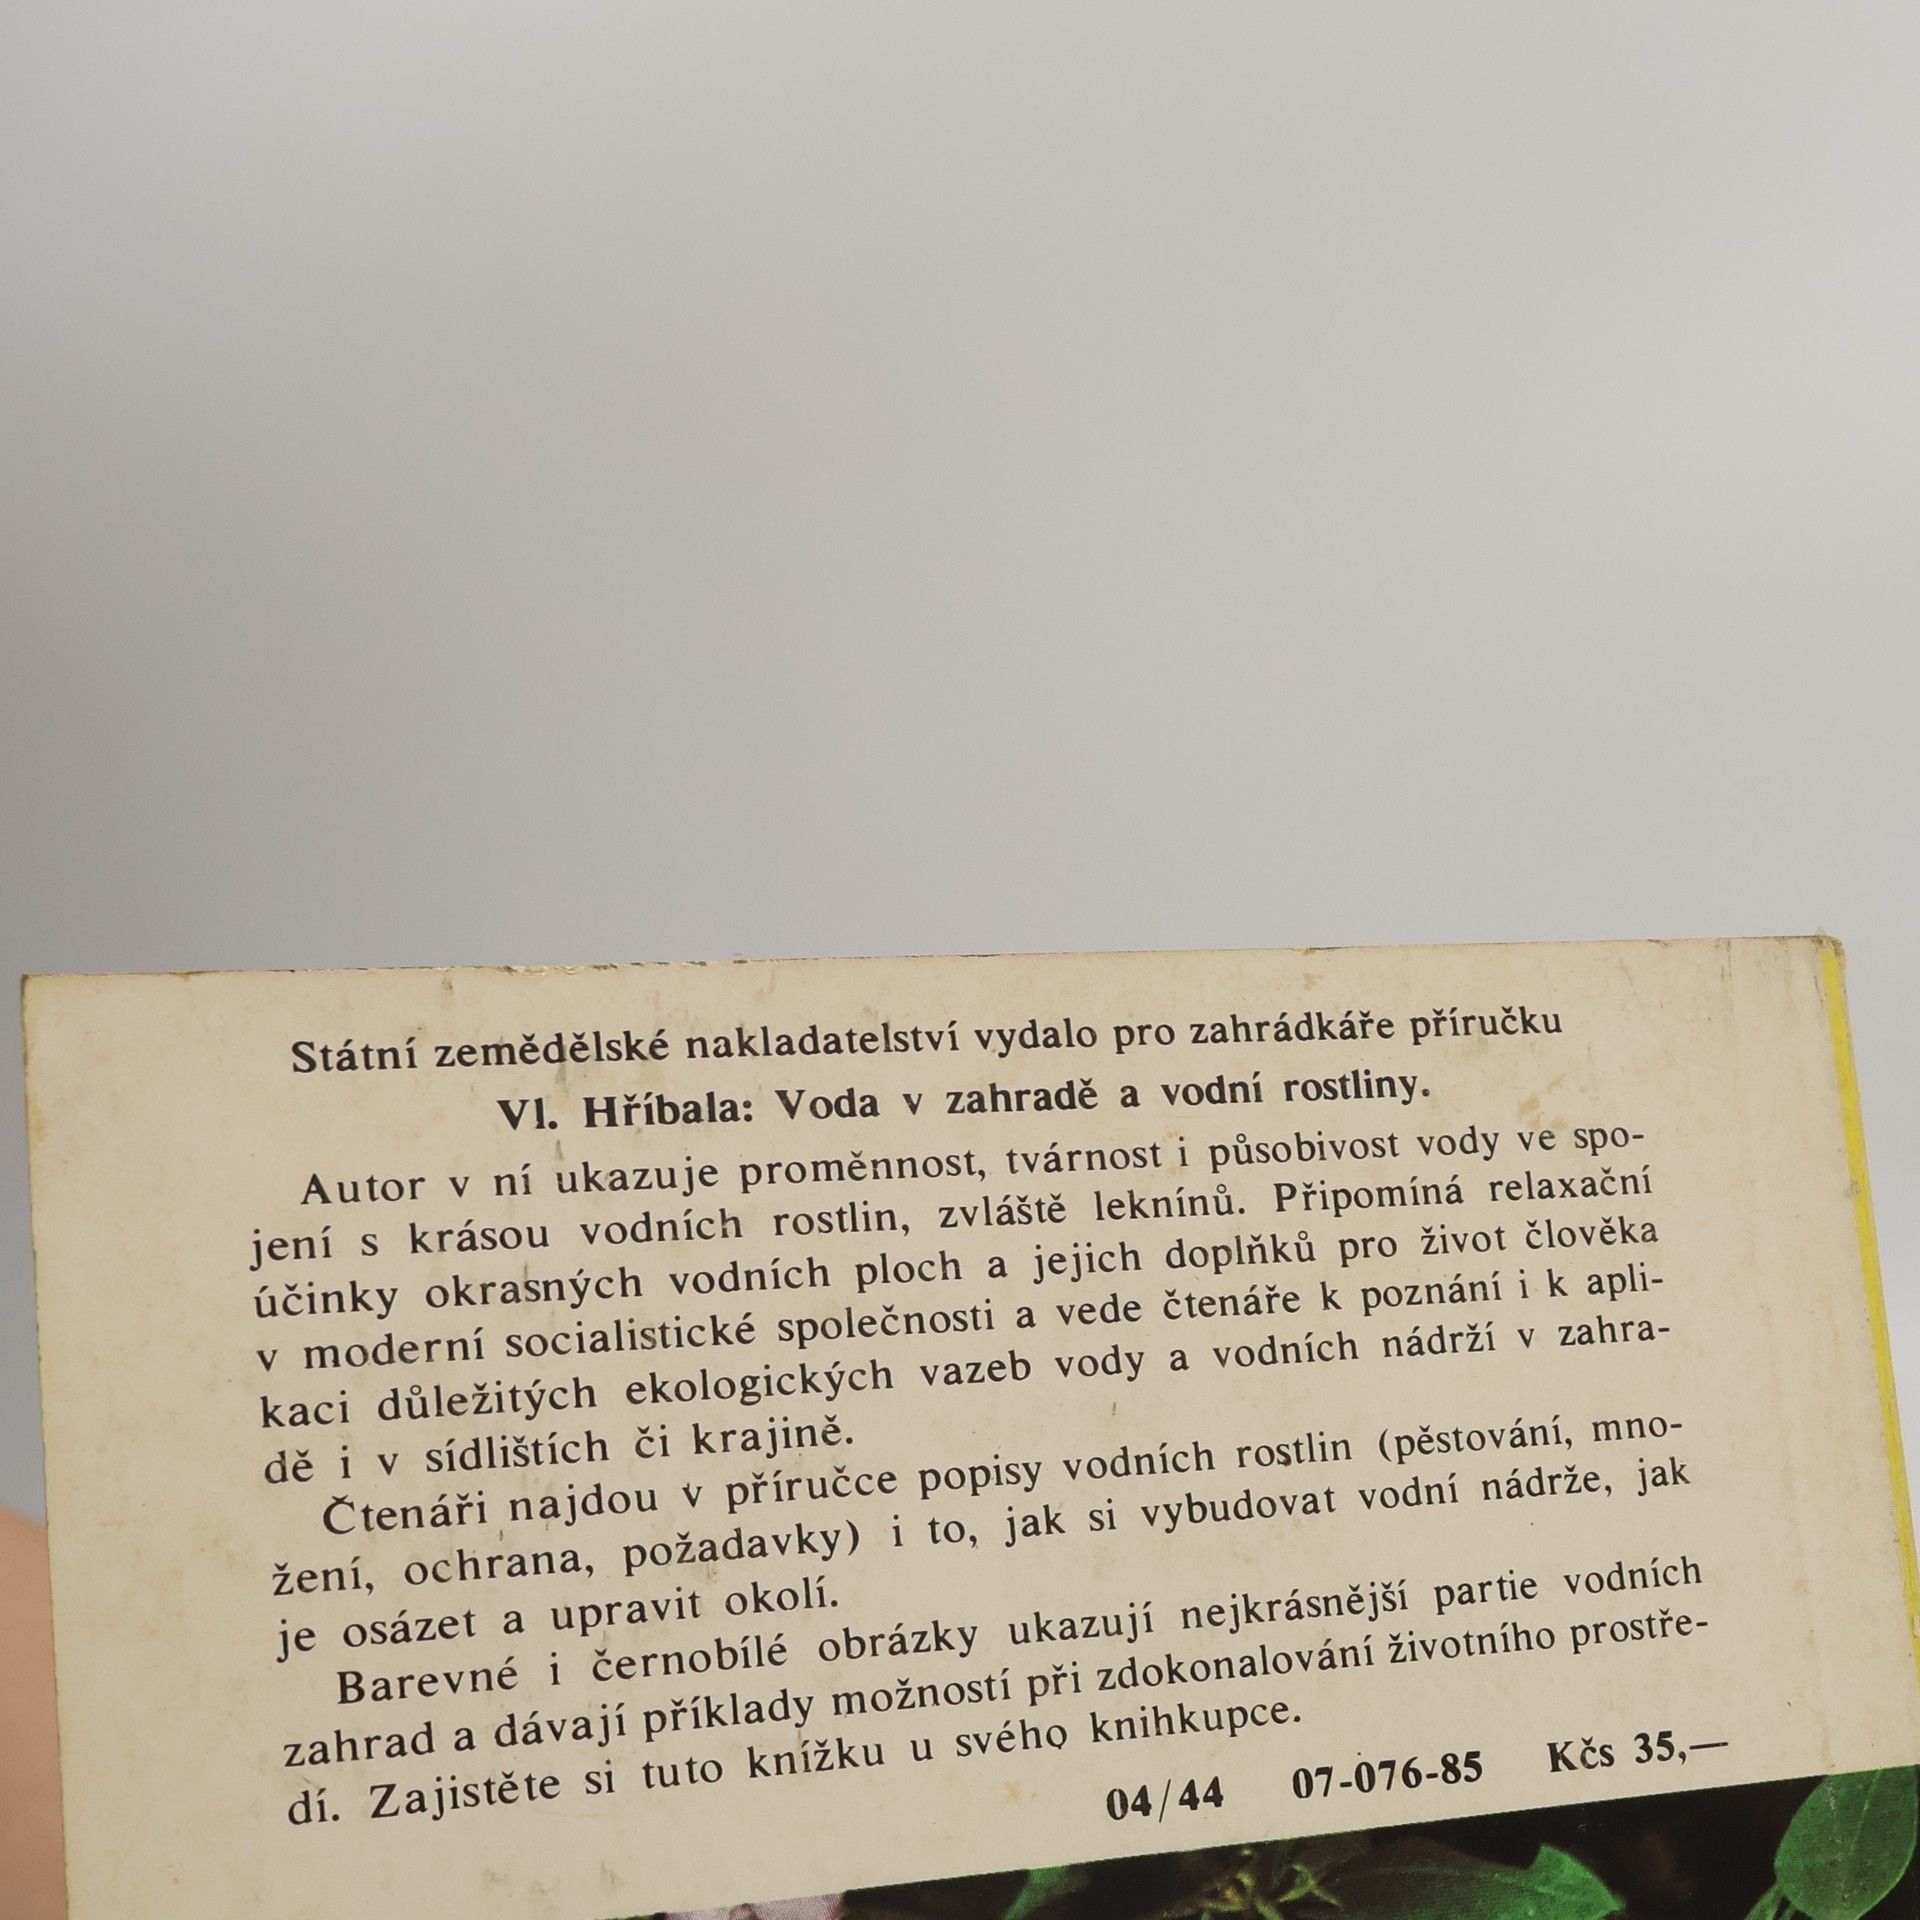 Státní zemědělské nakladatelství vydalo pro zahrádkáře příručku
Vl. Hříbala: Voda v zahradě a vodní rostliny.
Autor v ní ukazuje proměnnost, tvárnost i působivost vody ve spo-
jení s krásou vodních rostlin, zvláště leknínů. Připomíná relaxační
účinky okrasných vodních ploch a jejich doplňků pro život člověka
v moderní socialistické společnosti a vede čtenáře k poznání i k apli-
kaci důležitých ekologických vazeb vody a vodních nádrží v zahra-
dě i v sídlištích či krajině.
Čtenáři najdou v příručce popisy vodních rostlin (pěstování, mno-
žení, ochrana, požadavky) i to, jak si vybudovat vodní nádrže, jak
je osázet a upravit okolí.
Barevné i černobílé obrázky ukazují nejkrásnější partie vodních
zahrad a dávají příklady možností při zdokonalování životního prostře-
dí. Zajistěte si tuto knížku u svého knihkupce.
04/44 07-076-85 Kčs 35,—